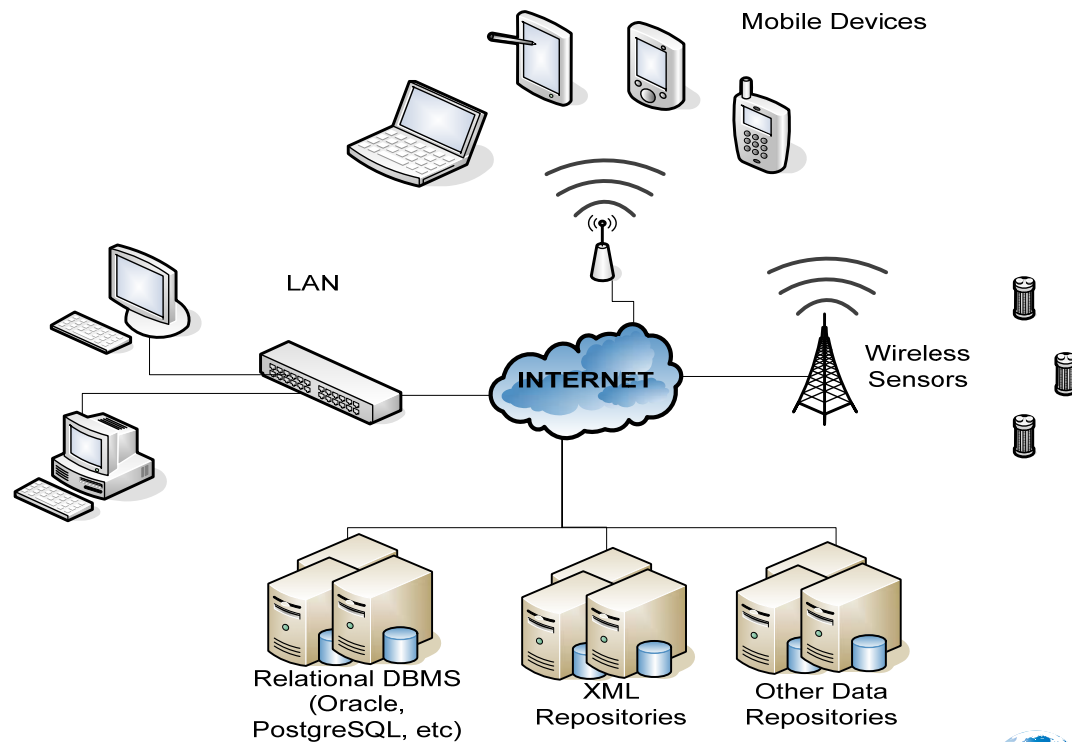 Mobile Devices
LAN
INTERNET
Wireless
Sensors
Relational DBMS
(Oracle,
PostgreSQL, etc)
XML
Repositories
Other Data
Repositories